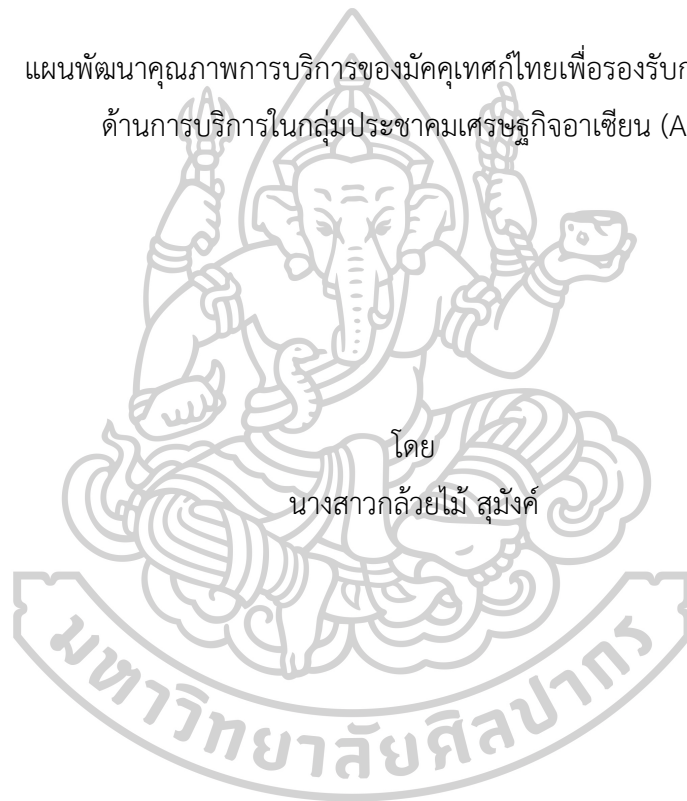 แผนพัฒนาคุณภาพการบริการของมัคคุเทศก์ไทยเพื่อรองรับก
ด้านการบริการในกลุ่มประชาคมเศรษฐกิจอาเซียน (A
โดย
นางสาวกล้วยไม้ สุมังค์
มหาวิทยาลัยศิลปากร